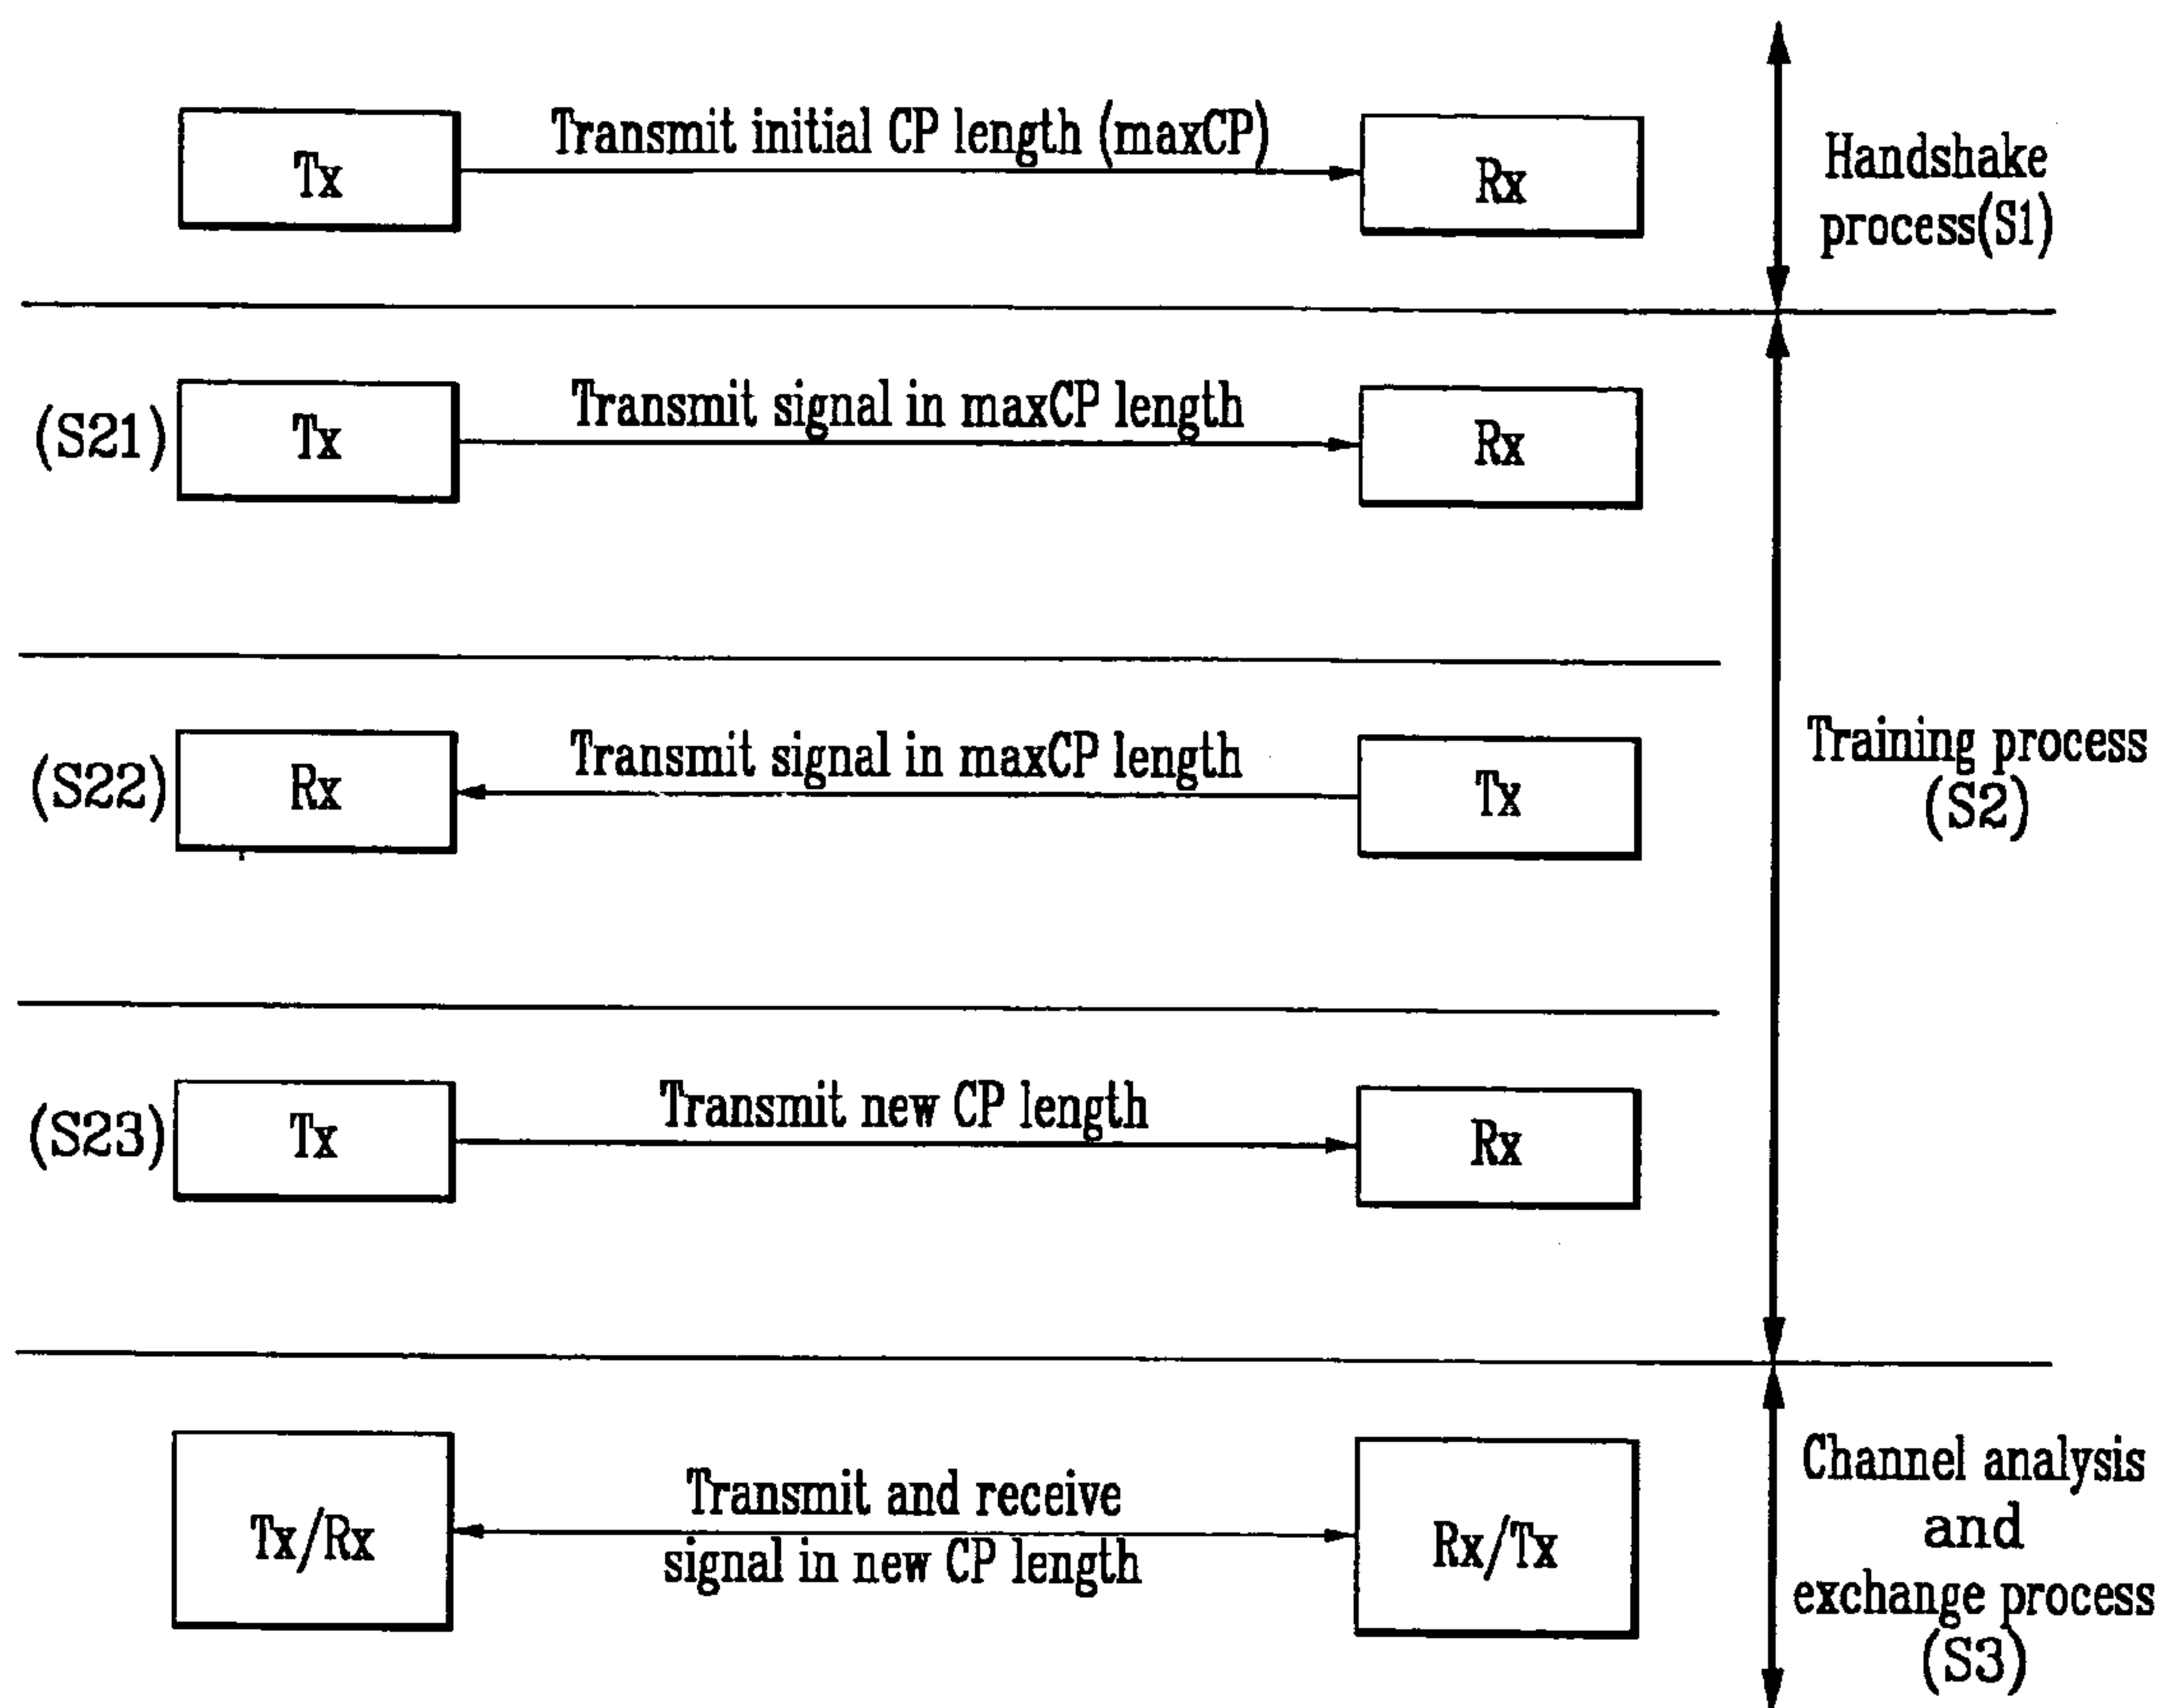 Transmit initial CP length (maxCP)
Tx
Rx
Handshake
process(S1)
Transmit signal in maxCP length
(S21)
Tx
Rx
Transmit signal in maxCP length
(S22)
Rx
Tx
Training process
(S2)
Transmit new CP length
(S23)
Tx
Rx
Transmit and receive
signal in new CP length
Tx/Rx
Rx/Tx
Channel analysis
and
exchange process
(S3)